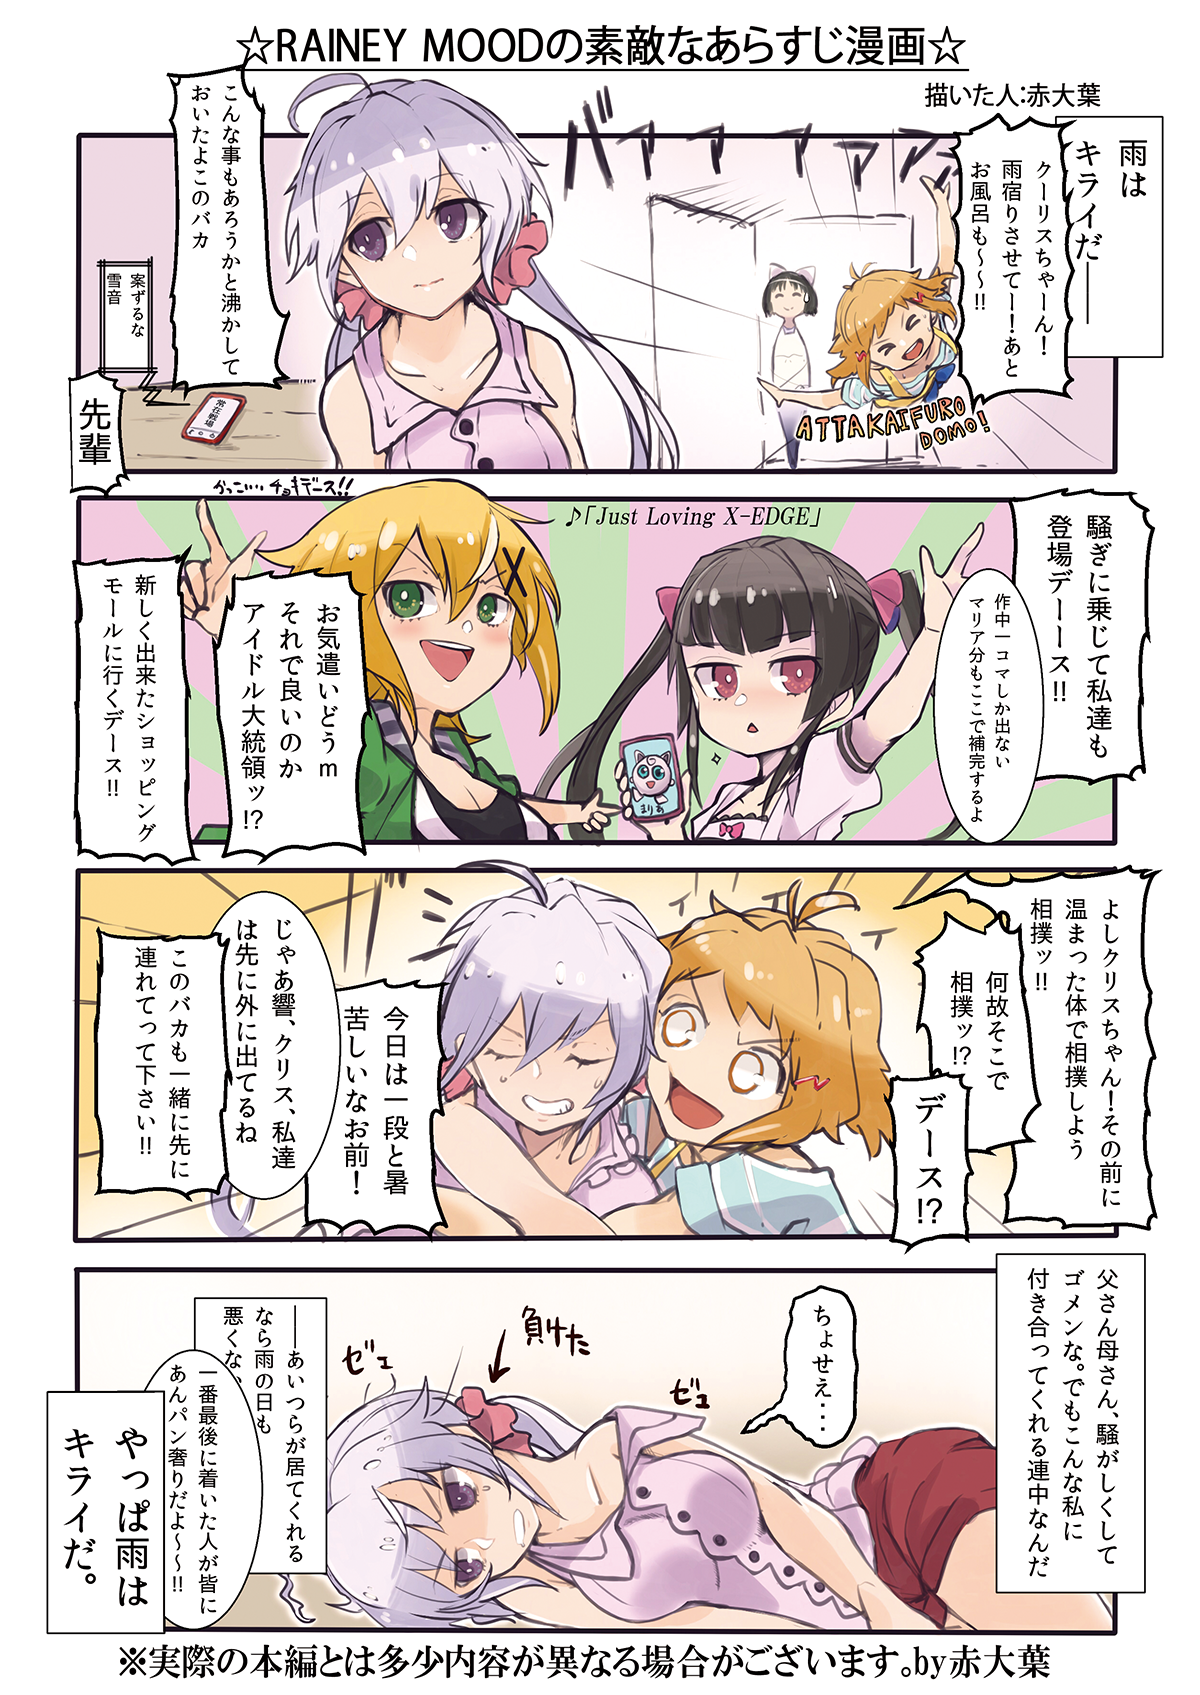 ☆RAINEY MOODの素敵なあらすじ漫画☆
描いた人:赤大葉
雨は
キライだ――
クーリスちゃーん!
雨宿りさせてー!あと
お風呂も〜〜!!
バァァァァァ
ATTAKAIFURO
DOMO!
こんな事もあろうかと沸かして
おいたよこのバカ
案ずるな
雪音
常在戦場
先輩
騒ぎに乗じて私達も
登場デーース!!
作中一コマしか出ない
マリア分もここで補完するよ
♪「Just Loving X-EDGE」
まりあ
かっこいいチョキデース!!
お気遣いどうm
それで良いのか
アイドル大統領ッ!?
新しく出来たショッピング
モールに行くデース!!
よしクリスちゃん!その前に
温まった体で相撲しよう
相撲ッ!!
何故そこで
相撲ッ!?
デース!?
今日は一段と暑
苦しいなお前!
じゃあ響、クリス、私達
は先に外に出てるね
このバカも一緒に先に
連れてって下さい!!
父さん母さん、騒がしくして
ゴメンな。でもこんな私に
付き合ってくれる連中なんだ
ちょせえ・・・
負けた
ゼェ
ゼェ
――あいつらが居てくれる
なら雨の日も
悪くな、
一番最後に着いた人が皆に
あんパン奢りだよ〜〜!!
やっぱ雨は
キライだ。
※実際の本編とは多少内容が異なる場合がございます。by赤大葉